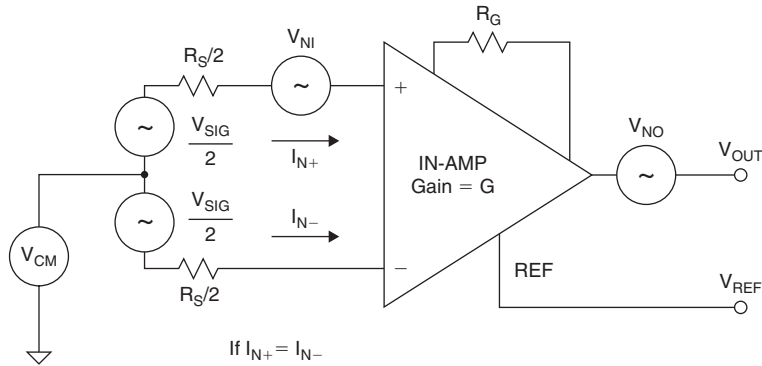 R_G
V_NI
R_S/2
V_NO
V_OUT
+
V_SIG
2
I_N+
IN-AMP
Gain = G
V_SIG
2
I_N−
V_CM
−
REF
R_S/2
V_REF
If I_N+ = I_N−